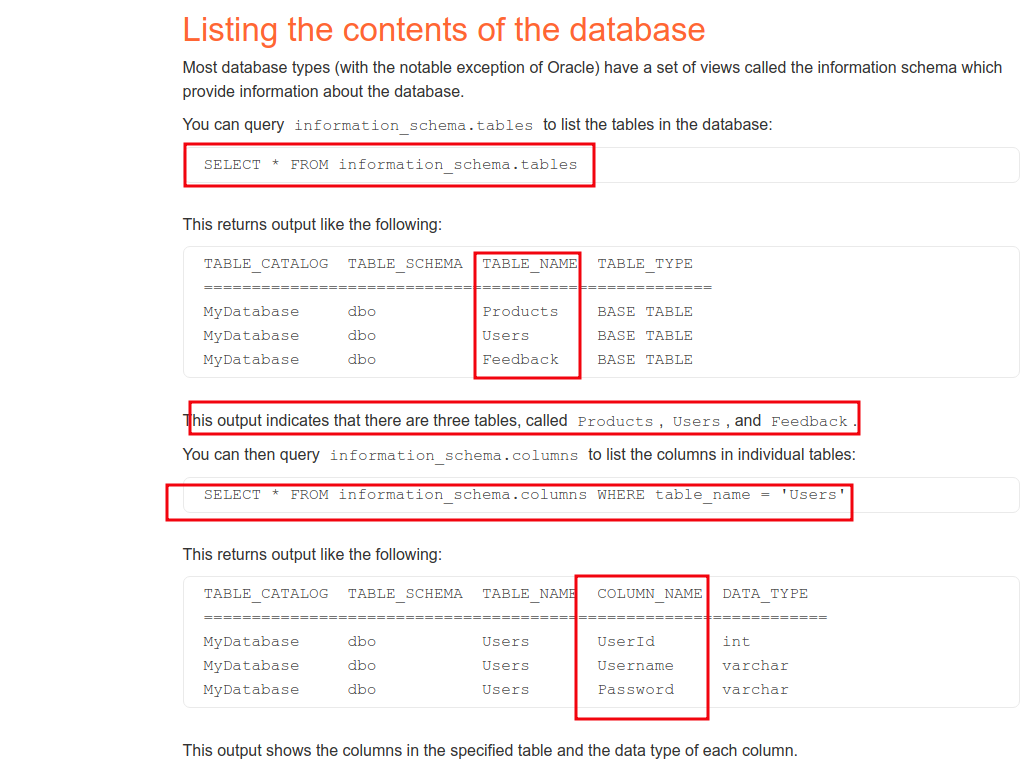 Listing the contents of the database
Most database types (with the notable exception of Oracle) have a set of views called the information schema which
provide information about the database.
You can query information_schema.tables to list the tables in the database:
SELECT * FROM information_schema.tables
This returns output like the following:
TABLE_CATALOG TABLE_SCHEMA TABLE_NAME TABLE_TYPE
=====================================================
MyDatabase dbo Products BASE TABLE
MyDatabase dbo Users BASE TABLE
MyDatabase dbo Feedback BASE TABLE
This output indicates that there are three tables, called Products, Users, and Feedback.
You can then query information_schema.columns to list the columns in individual tables:
SELECT * FROM information_schema.columns WHERE table_name = 'Users'
This returns output like the following:
TABLE_CATALOG TABLE_SCHEMA TABLE_NAME COLUMN_NAME DATA_TYPE
=================================================================
MyDatabase dbo Users UserId int
MyDatabase dbo Users Username varchar
MyDatabase dbo Users Password varchar
This output shows the columns in the specified table and the data type of each column.